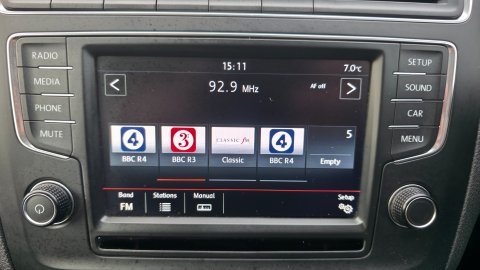 RADIO
MEDIA
PHONE
MUTE
15:11
7.0°C
92.9 MHz
AF off
<
>
4
3
CLASSIC fm
4
5
BBC R4
BBC R3
Classic
BBC R4
Empty
Band
Stations
Manual
Setup
FM
SETUP
SOUND
CAR
MENU